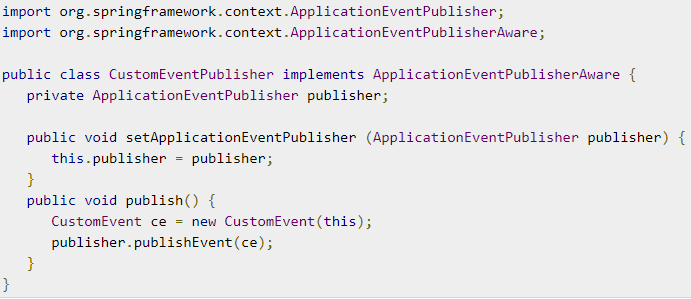 import org.springframework.context.ApplicationEventPublisher;
import org.springframework.context.ApplicationEventPublisherAware;

public class CustomEventPublisher implements ApplicationEventPublisherAware {
   private ApplicationEventPublisher publisher;

   public void setApplicationEventPublisher (ApplicationEventPublisher publisher) {
      this.publisher = publisher;
   }
   public void publish() {
      CustomEvent ce = new CustomEvent(this);
      publisher.publishEvent(ce);
   }
}